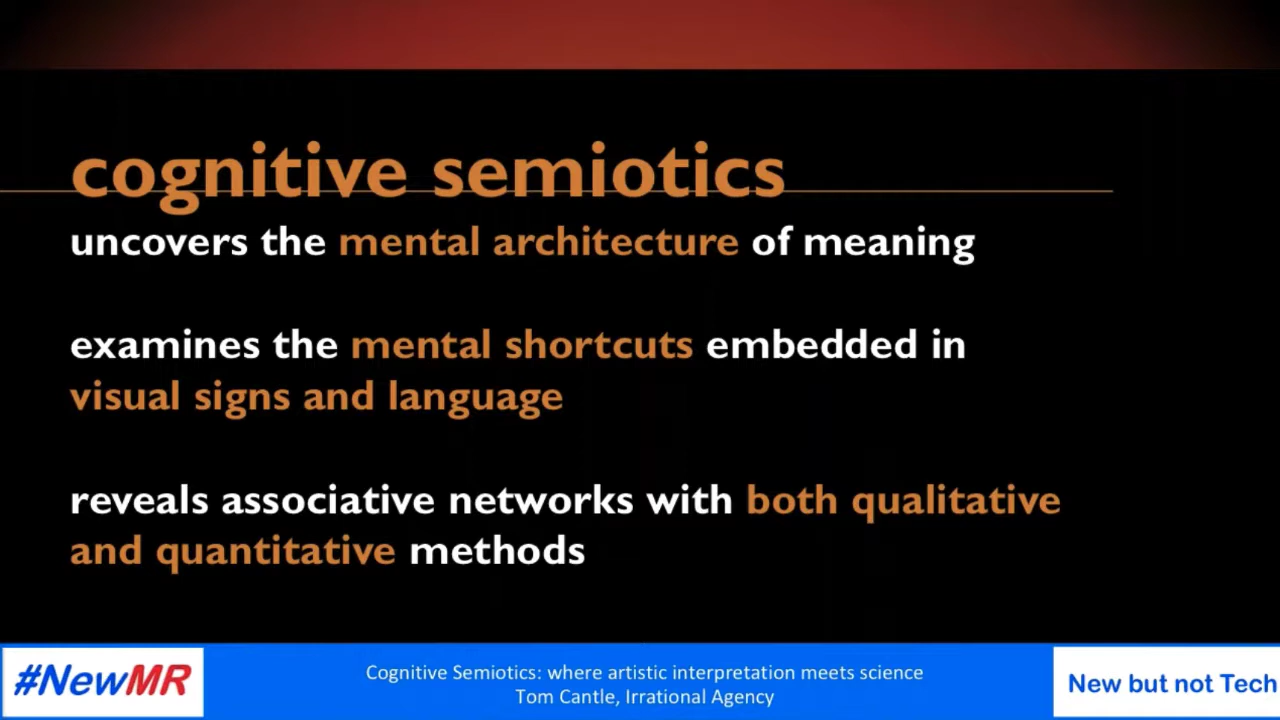 cognitive semiotics
uncovers the mental architecture of meaning
examines the mental shortcuts embedded in
visual signs and language
reveals associative networks with both qualitative
and quantitative methods
#NewMR
Cognitive Semiotics: where artistic interpretation meets science
Tom Cantle, Irrational Agency
New but not Tech